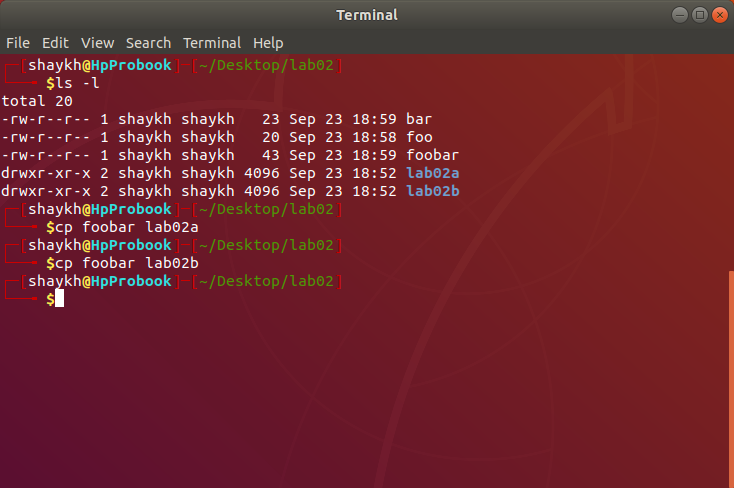 Terminal
File Edit View Search Terminal Help
┌─[shaykh@HpProbook]─[~/Desktop/lab02]
└──╼ $ls -l
total 20
-rw-r--r-- 1 shaykh shaykh   23 Sep 23 18:59 bar
-rw-r--r-- 1 shaykh shaykh   20 Sep 23 18:58 foo
-rw-r--r-- 1 shaykh shaykh   43 Sep 23 18:59 foobar
drwxr-xr-x 2 shaykh shaykh 4096 Sep 23 18:52 lab02a
drwxr-xr-x 2 shaykh shaykh 4096 Sep 23 18:52 lab02b
┌─[shaykh@HpProbook]─[~/Desktop/lab02]
└──╼ $cp foobar lab02a
┌─[shaykh@HpProbook]─[~/Desktop/lab02]
└──╼ $cp foobar lab02b
┌─[shaykh@HpProbook]─[~/Desktop/lab02]
└──╼ $